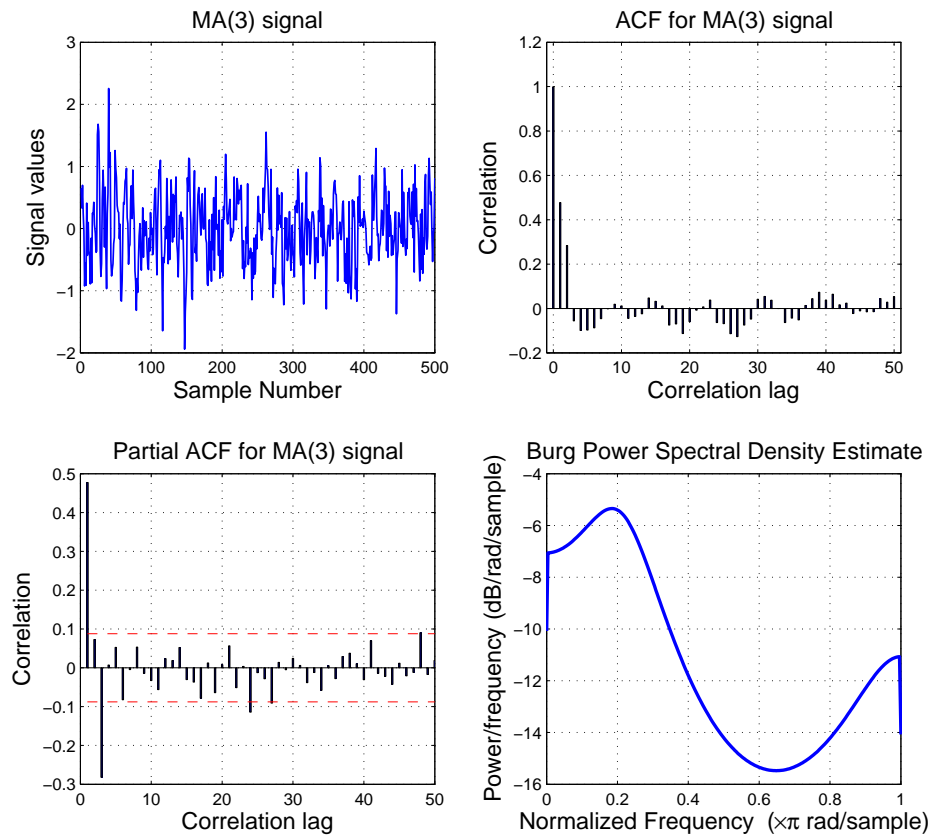 MA(3) signal
3
2
1
0
−1
−2
0 100 200 300 400 500
Signal values
Sample Number
ACF for MA(3) signal
1.2
1
0.8
0.6
0.4
0.2
0
−0.2
0 10 20 30 40 50
Correlation
Correlation lag
Partial ACF for MA(3) signal
0.5
0.4
0.3
0.2
0.1
0
−0.1
−0.2
−0.3
0 10 20 30 40 50
Correlation
Correlation lag
Burg Power Spectral Density Estimate
−4
−6
−8
−10
−12
−14
−16
0 0.2 0.4 0.6 0.8 1
Power/frequency (dB/rad/sample)
Normalized Frequency (×π rad/sample)